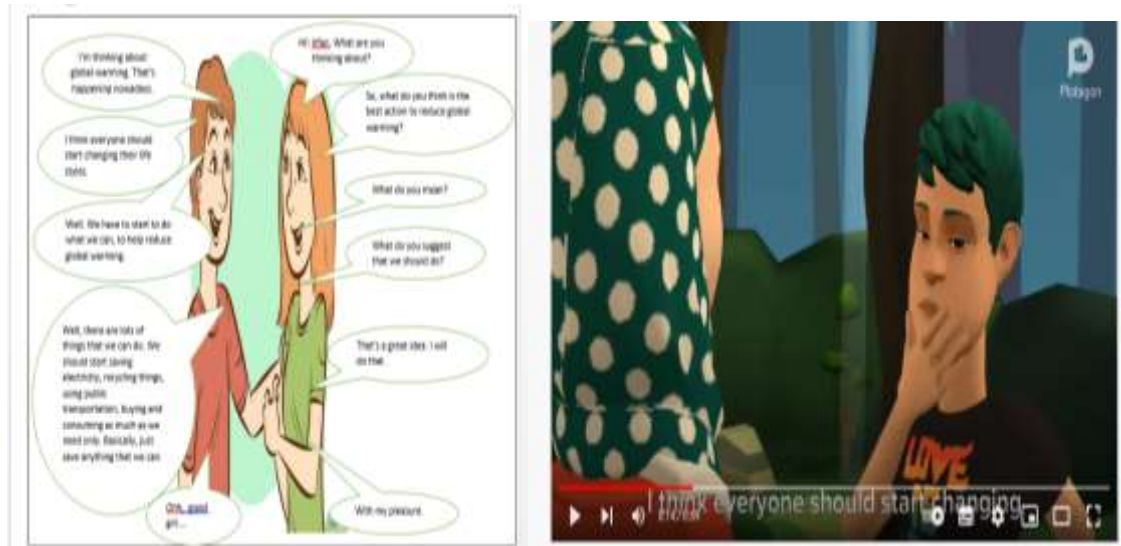 Hi Irfan, What are you
thinking about?
I'm thinking about
global warming. That's
happening nowadays.
So, what do you think is the
best action to reduce global
warming?
I think everyone should
start changing their life
styles.
What do you mean?
Well. We have to start to do
what we can, to help reduce
global warming.
What do you suggest
that we should do?
Well, there are lots of
things that we can do. We
should start saving
electricity, recycling things,
using public
transportation, buying and
consuming as much as we
need only. Basically, just
save anything that we can
That's a great idea. I will
do that.
Ohh, good
girl...
With my pleasure.
Plotagon
LOVE
I think everyone should start changing